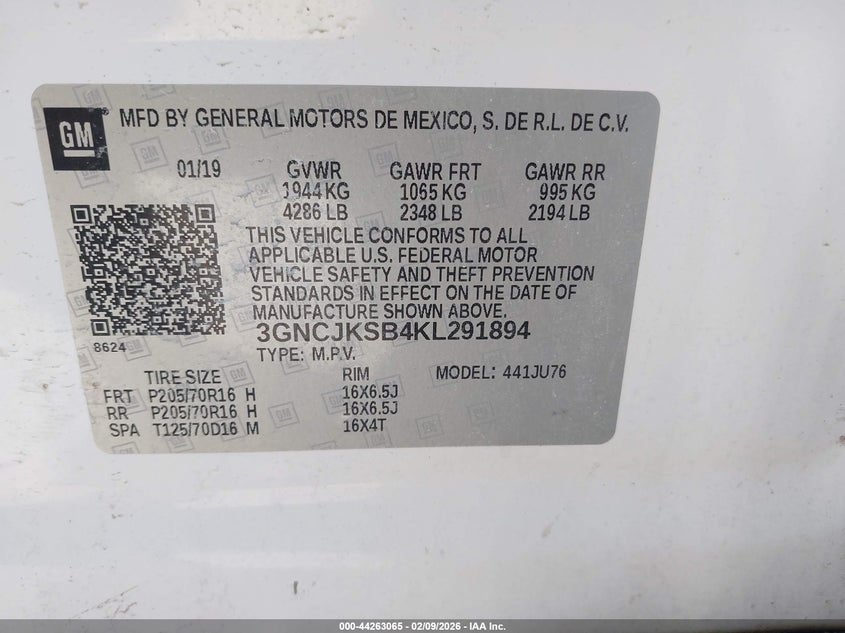 GM
®
MFD BY GENERAL MOTORS DE MEXICO, S. DE R.L. DE C.V.
01/19 GVWR GAWR FRT GAWR RR
1944 KG 1065 KG 995 KG
4286 LB 2348 LB 2194 LB
THIS VEHICLE CONFORMS TO ALL
APPLICABLE U.S. FEDERAL MOTOR
VEHICLE SAFETY AND THEFT PREVENTION
STANDARDS IN EFFECT ON THE DATE OF
MANUFACTURE SHOWN ABOVE.
3GNCJKSB4KL291894
8624
TYPE: M.P.V.
TIRE SIZE RIM MODEL: 441JU76
FRT P205/70R16 H 16X6.5J
RR P205/70R16 H 16X6.5J
SPA T125/70D16 M 16X4T
000-44263065 - 02/09/2026 - IAA Inc.